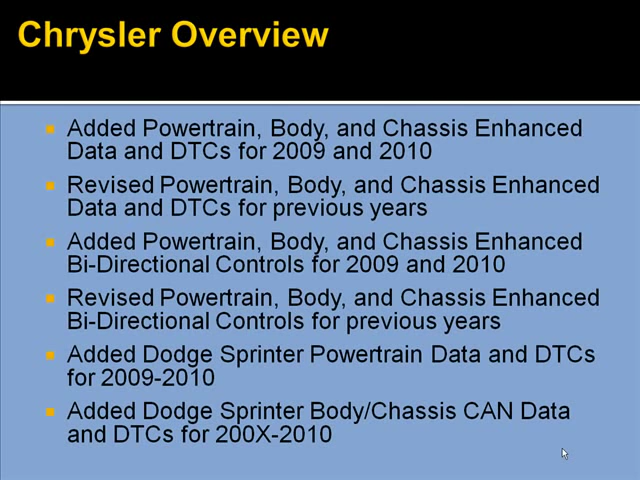 Chrysler Overview
Added Powertrain, Body, and Chassis Enhanced
Data and DTCs for 2009 and 2010
Revised Powertrain, Body, and Chassis Enhanced
Data and DTCs for previous years
Added Powertrain, Body, and Chassis Enhanced
Bi-Directional Controls for 2009 and 2010
Revised Powertrain, Body, and Chassis Enhanced
Bi-Directional Controls for previous years
Added Dodge Sprinter Powertrain Data and DTCs
for 2009-2010
Added Dodge Sprinter Body/Chassis CAN Data
and DTCs for 200X-2010